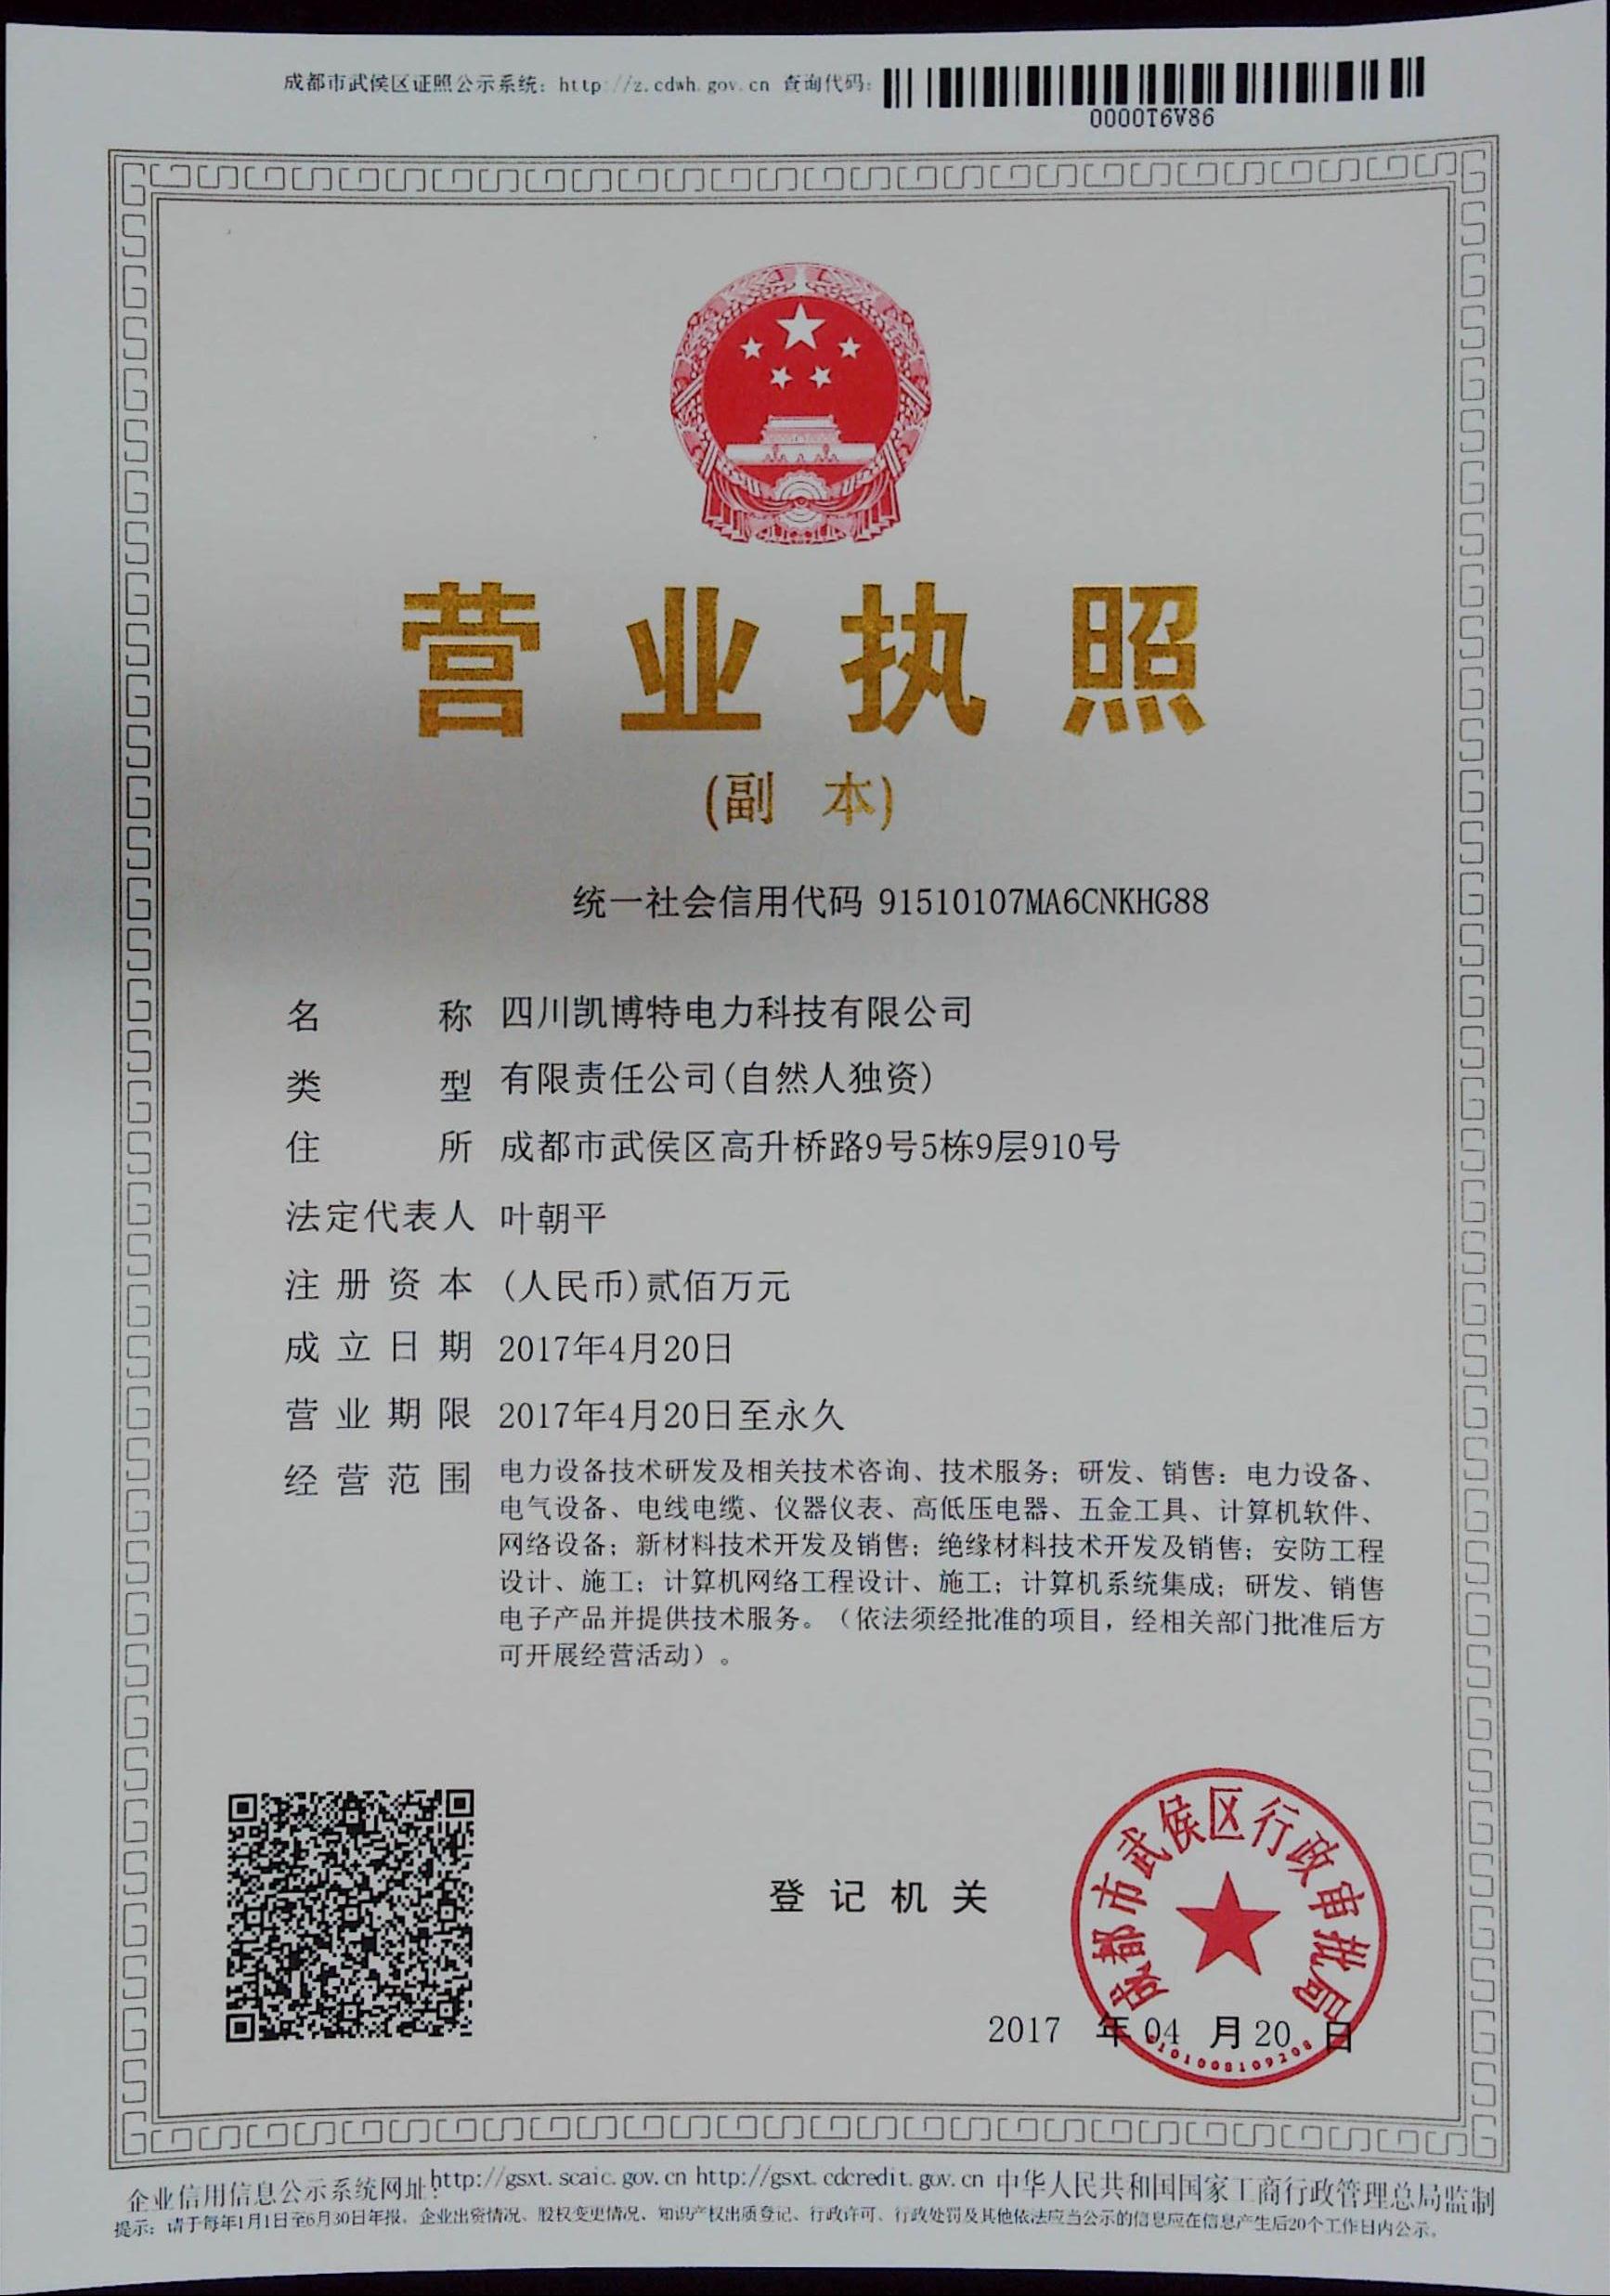 成都市武侯区证照公示系统：http://z.cdwh.gov.cn 查询代码：
0000T6V86
营业执照
(副 本)
统一社会信用代码 91510107MA6CNKHG88
名 称 四川凯博特电力科技有限公司
类 型 有限责任公司(自然人独资)
住 所 成都市武侯区高升桥路9号5栋9层910号
法定代表人 叶朝平
注册资本 (人民币)贰佰万元
成立日期 2017年4月20日
营业期限 2017年4月20日至永久
经营范围 电力设备技术研发及相关技术咨询、技术服务；研发、销售：电力设备、
电气设备、电线电缆、仪器仪表、高低压电器、五金工具、计算机软件、
网络设备；新材料技术开发及销售；绝缘材料技术开发及销售；安防工程
设计、施工；计算机网络工程设计、施工；计算机系统集成；研发、销售
电子产品并提供技术服务。（依法须经批准的项目，经相关部门批准后方
可开展经营活动）。
成都市武侯区行政审批局
登记机关
2017 年 04 月 20 日
5101008109208
企业信用信息公示系统网址：http://gsxt.scaic.gov.cn http://gsxt.cdcredit.gov.cn 中华人民共和国国家工商行政管理总局监制
提示：请于每年1月1日至6月30日年报。企业出资情况、股权变更情况、知识产权出质登记、行政许可、行政处罚及其他依法应当公示的信息应在信息产生后20个工作日内公示。